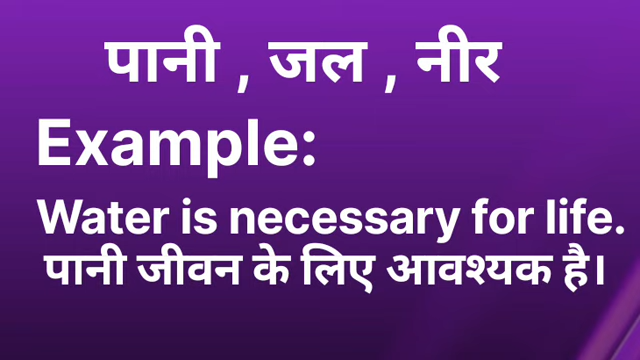 पानी , जल , नीर
Example:
Water is necessary for life.
पानी जीवन के लिए आवश्यक है।